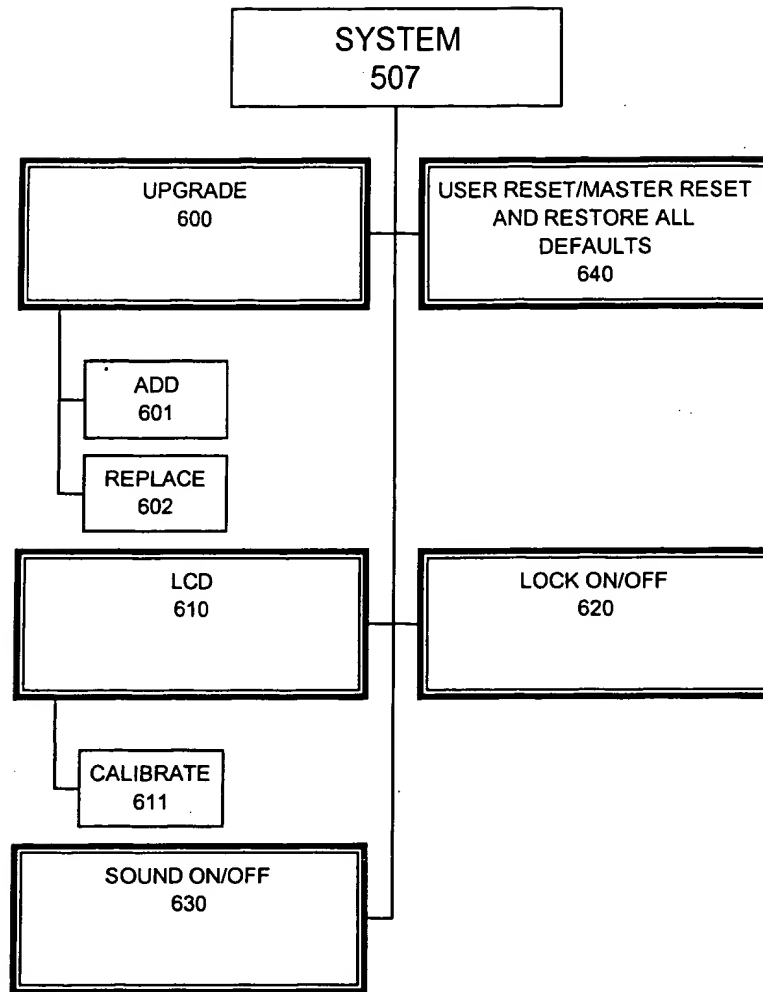 SYSTEM
507
UPGRADE
600
USER RESET/MASTER RESET
AND RESTORE ALL
DEFAULTS
640
ADD
601
REPLACE
602
LCD
610
LOCK ON/OFF
620
CALIBRATE
611
SOUND ON/OFF
630